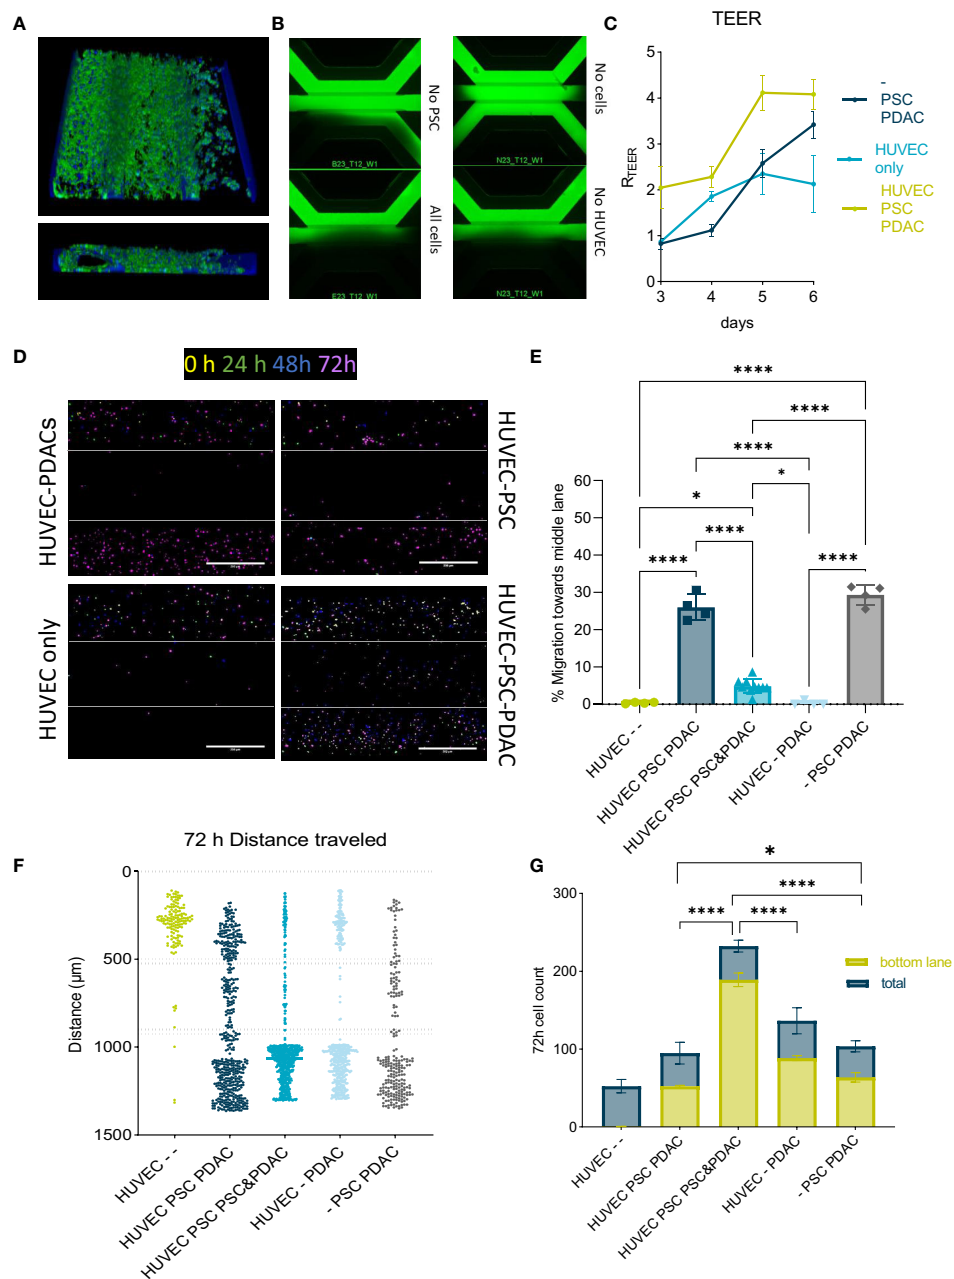 A
B
No PSC
B23_T12_W1
All cells
E23_T12_W1
No cells
N23_T12_W1
No HUVEC
N23_T12_W1
C
TEER
5
4
3
2
1
0
R_TEER
3
4
5
6
days
-
PSC
PDAC
HUVEC
only
HUVEC
PSC
PDAC
D
0 h 24 h 48h 72h
HUVEC-PDACs
HUVEC-PSC
HUVEC only
HUVEC-PSC-PDAC
E
****
****
****
*
*
****
****
****
60
50
40
30
20
10
0
% Migration towards middle lane
HUVEC - -
HUVEC PSC PDAC
HUVEC PSC PSC&PDAC
HUVEC - PDAC
- PSC PDAC
F
72 h Distance traveled
0
500
1000
1500
Distance (µm)
HUVEC - -
HUVEC PSC PDAC
HUVEC PSC PSC&PDAC
HUVEC - PDAC
- PSC PDAC
G
*
****
****
****
300
200
100
0
72h cell count
bottom lane
total
HUVEC - -
HUVEC PSC PDAC
HUVEC PSC PSC&PDAC
HUVEC - PDAC
- PSC PDAC